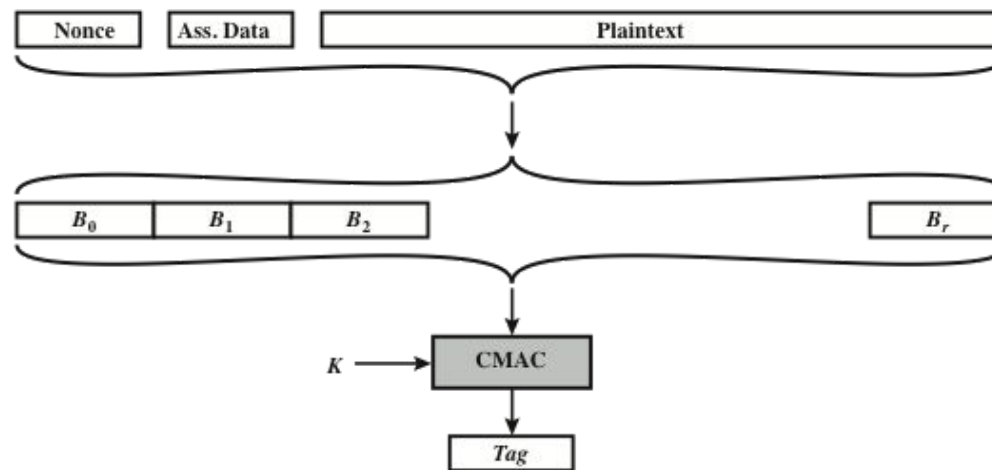 Nonce Ass. Data Plaintext
B0 B1 B2 Br
CMAC
K
Tag